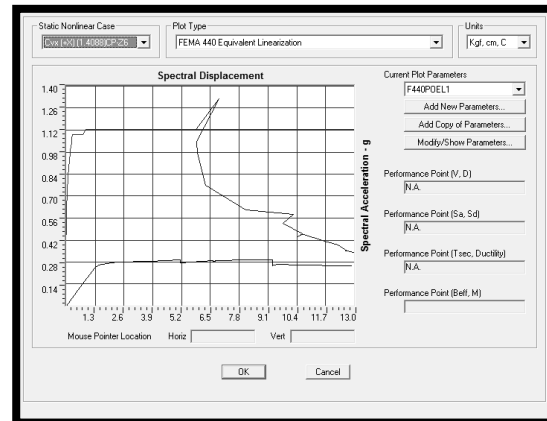 Static Nonlinear Case
Cvx (+X) (1.4088)CP'Z6
Plot Type
FEMA 440 Equivalent Linearization
Units
Kgf, cm, C
Spectral Displacement
1.40
1.26
1.12
0.98
0.84
0.70
0.56
0.42
0.28
0.14
1.3 2.6 3.9 5.2 6.5 7.8 9.1 10.4 11.7 13.0
Spectral Acceleration - g
Mouse Pointer Location Horiz Vert
Current Plot Parameters
F440POEL1
Add New Parameters...
Add Copy of Parameters...
Modify/Show Parameters...
Performance Point (V, D)
N.A.
Performance Point (Sa, Sd)
N.A.
Performance Point (Tsec, Ductility)
N.A.
Performance Point (Beff, M)
OK
Cancel